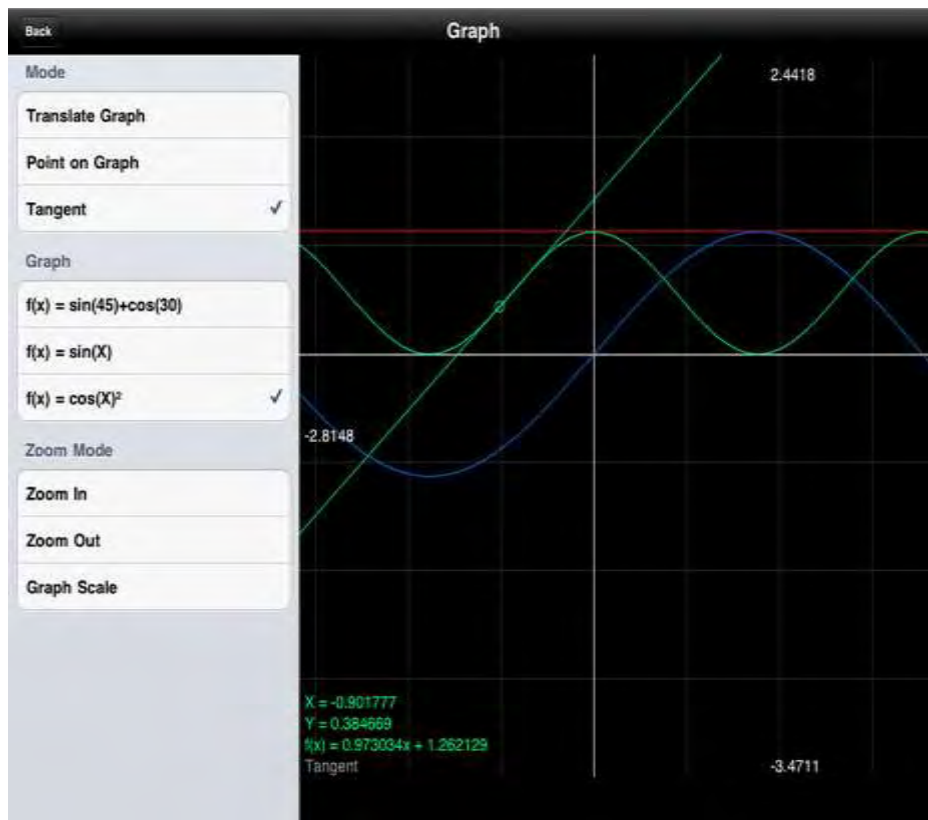 Back
Graph
Mode
Translate Graph
Point on Graph
Tangent ✓
Graph
f(x) = sin(45)+cos(30)
f(x) = sin(X)
f(x) = cos(X)² ✓
Zoom Mode
Zoom In
Zoom Out
Graph Scale
2.4418
-2.8148
X = -0.901777
Y = 0.384669
f(x) = 0.973034x + 1.262129
Tangent
-3.4711